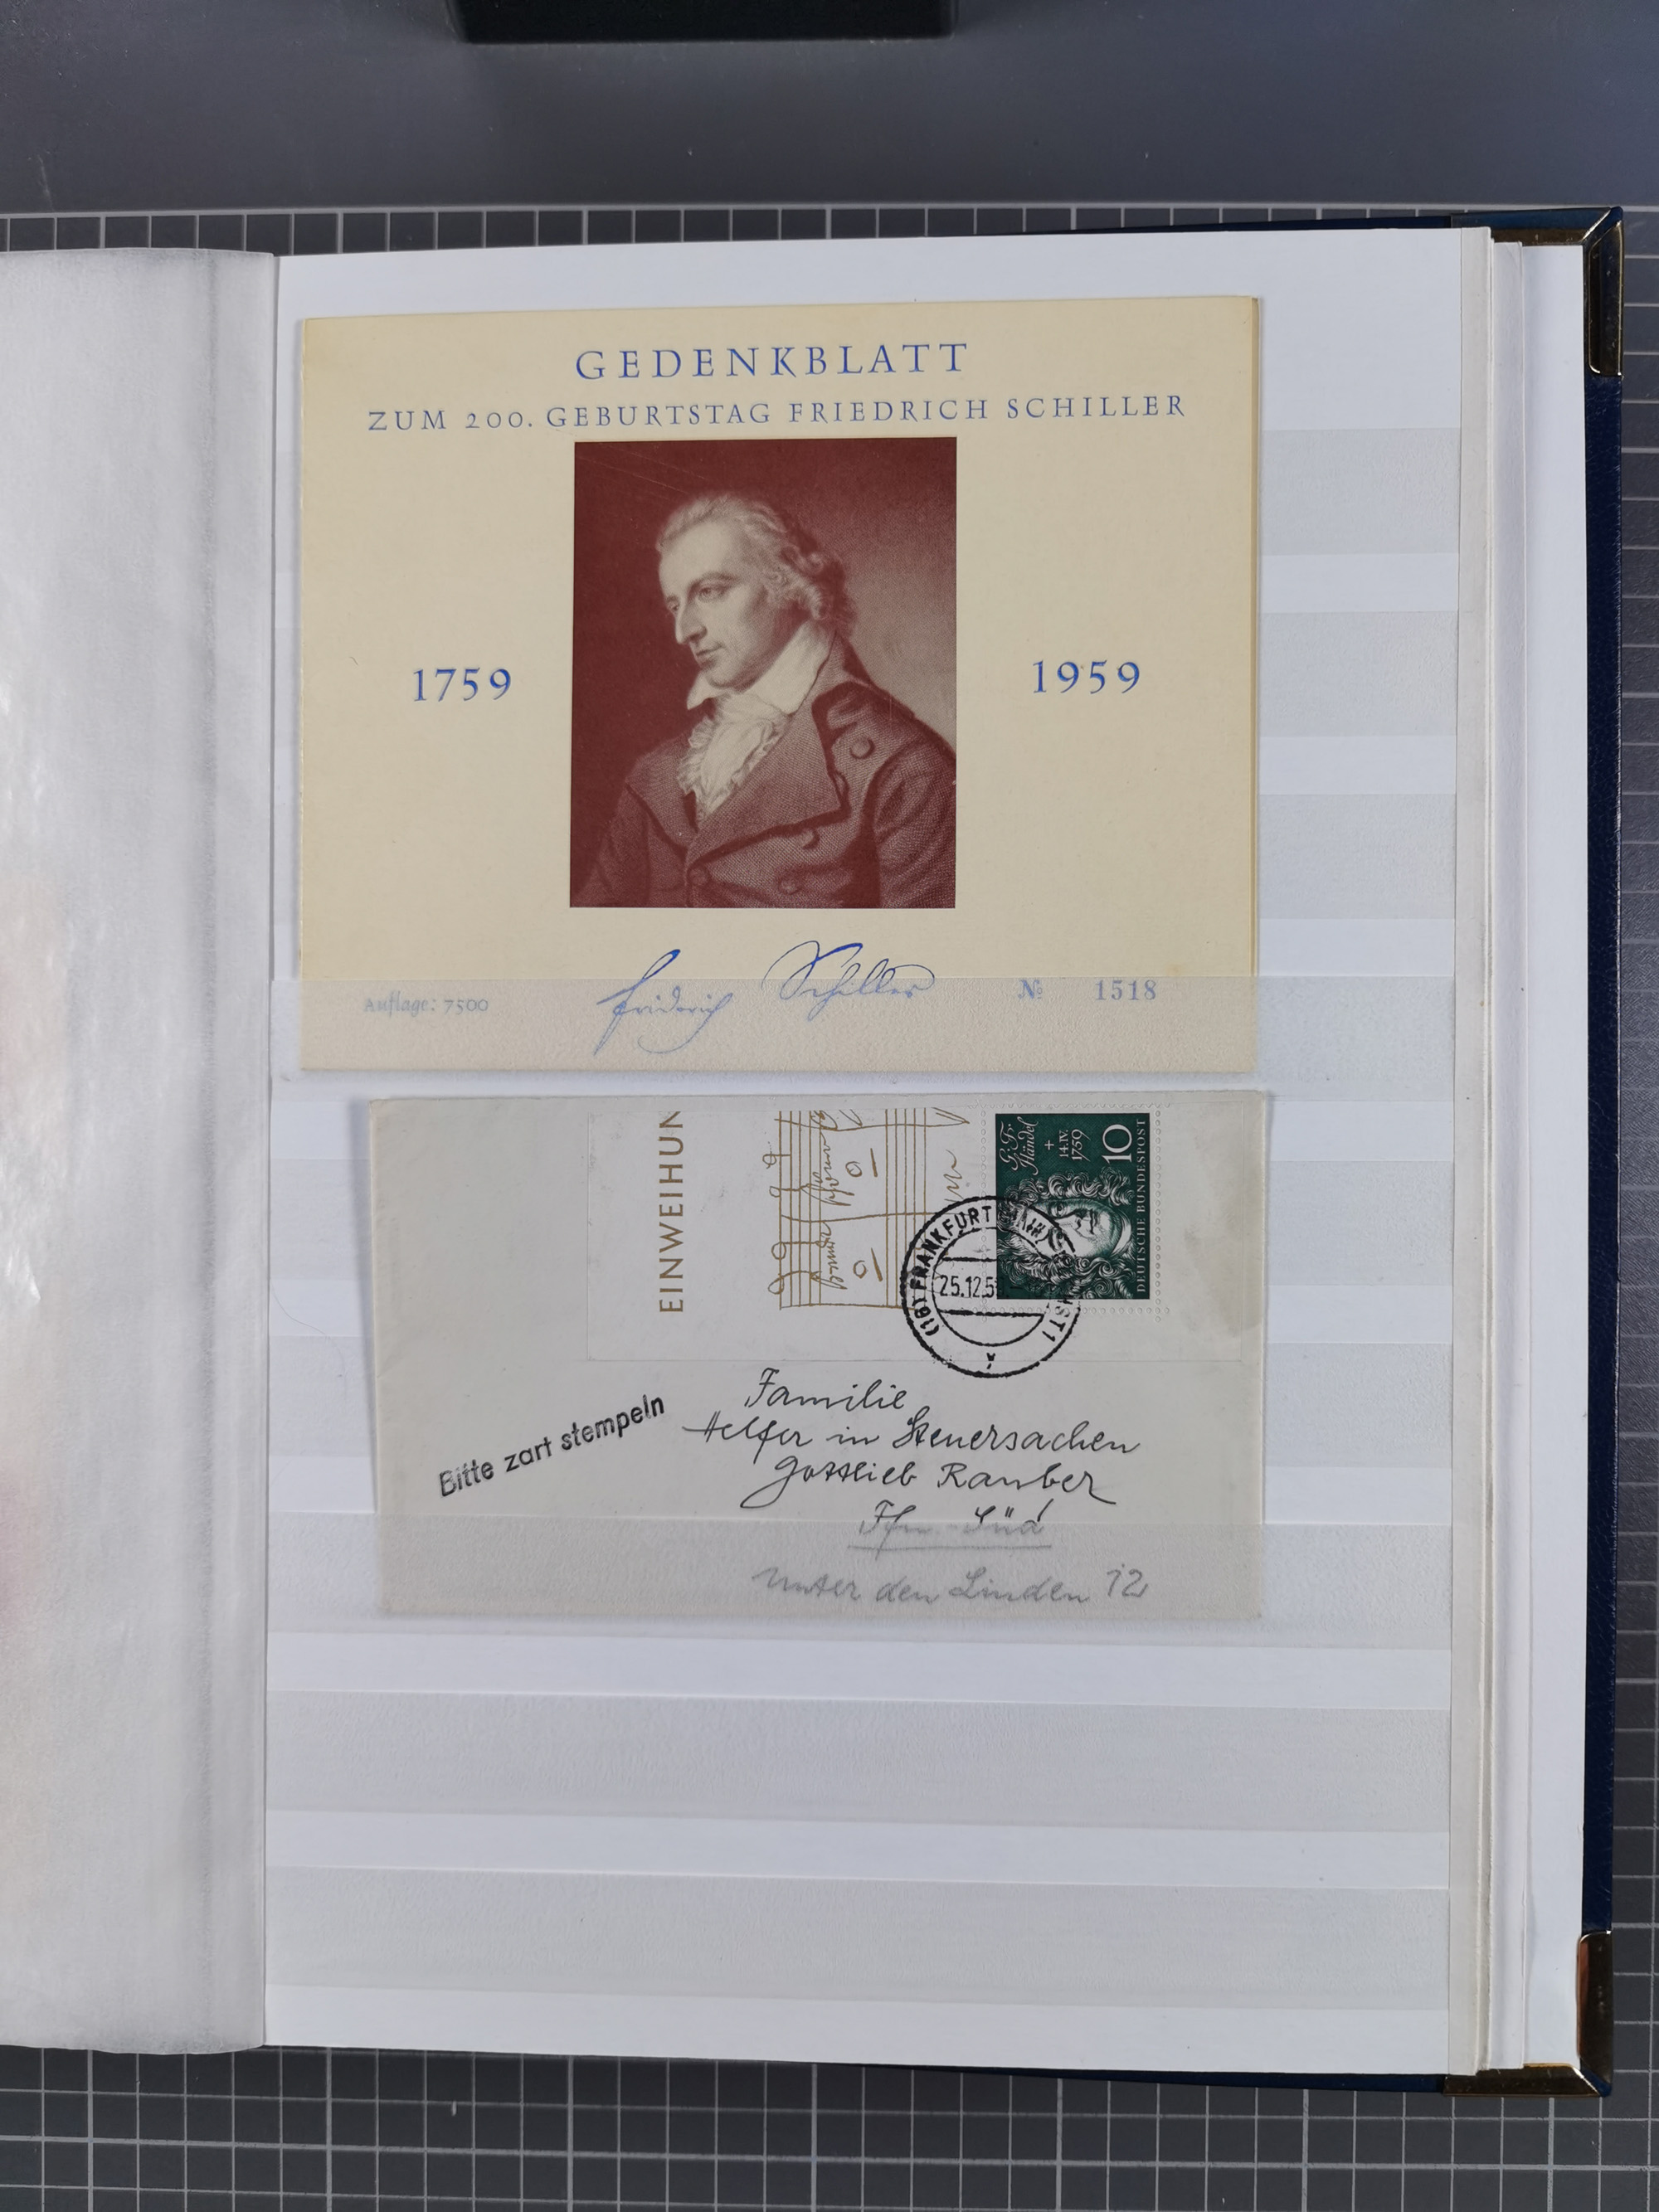 GEDENKBLATT
ZUM 200. GEBURTSTAG FRIEDRICH SCHILLER
1759
1959
Friderich Schiller
Auflage: 7500
№ 1518
EINWEIHUN
G.F. Händel
+
14.IV.
1759
10
DEUTSCHE BUNDESPOST
(16) FRANKFURT
25.12.5
Bitte zart stempeln
Familie
Helfer in Steuersachen
Gottlieb Rauber
Ffm. Süd
Unter den Linden 12